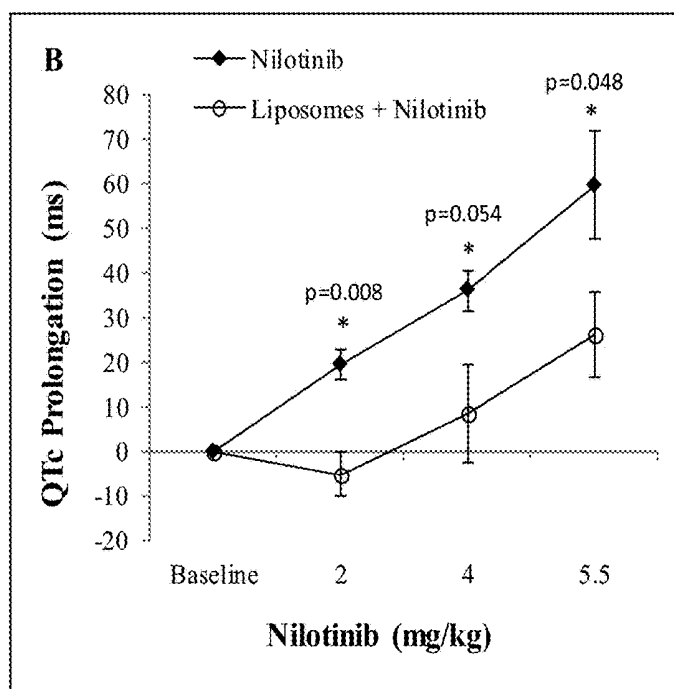 B
Nilotinib
Liposomes + Nilotinib
p=0.048
*
p=0.054
*
p=0.008
*
80
70
60
50
40
30
20
10
0
-10
-20
QTc Prolongation (ms)
Baseline 2 4 5.5
Nilotinib (mg/kg)